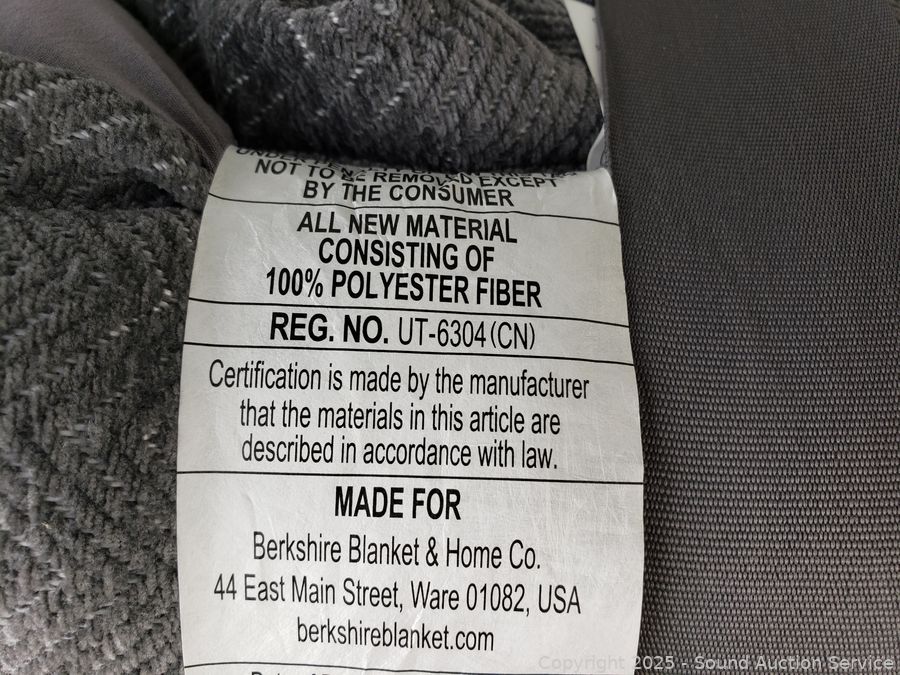 NOT TO BE REMOVED EXCEPT
BY THE CONSUMER
ALL NEW MATERIAL
CONSISTING OF
100% POLYESTER FIBER
REG. NO. UT-6304 (CN)
Certification is made by the manufacturer
that the materials in this article are
described in accordance with law.
MADE FOR
Berkshire Blanket & Home Co.
44 East Main Street, Ware 01082, USA
berkshireblanket.com
Copyright © 2025 - Sound Auction Service